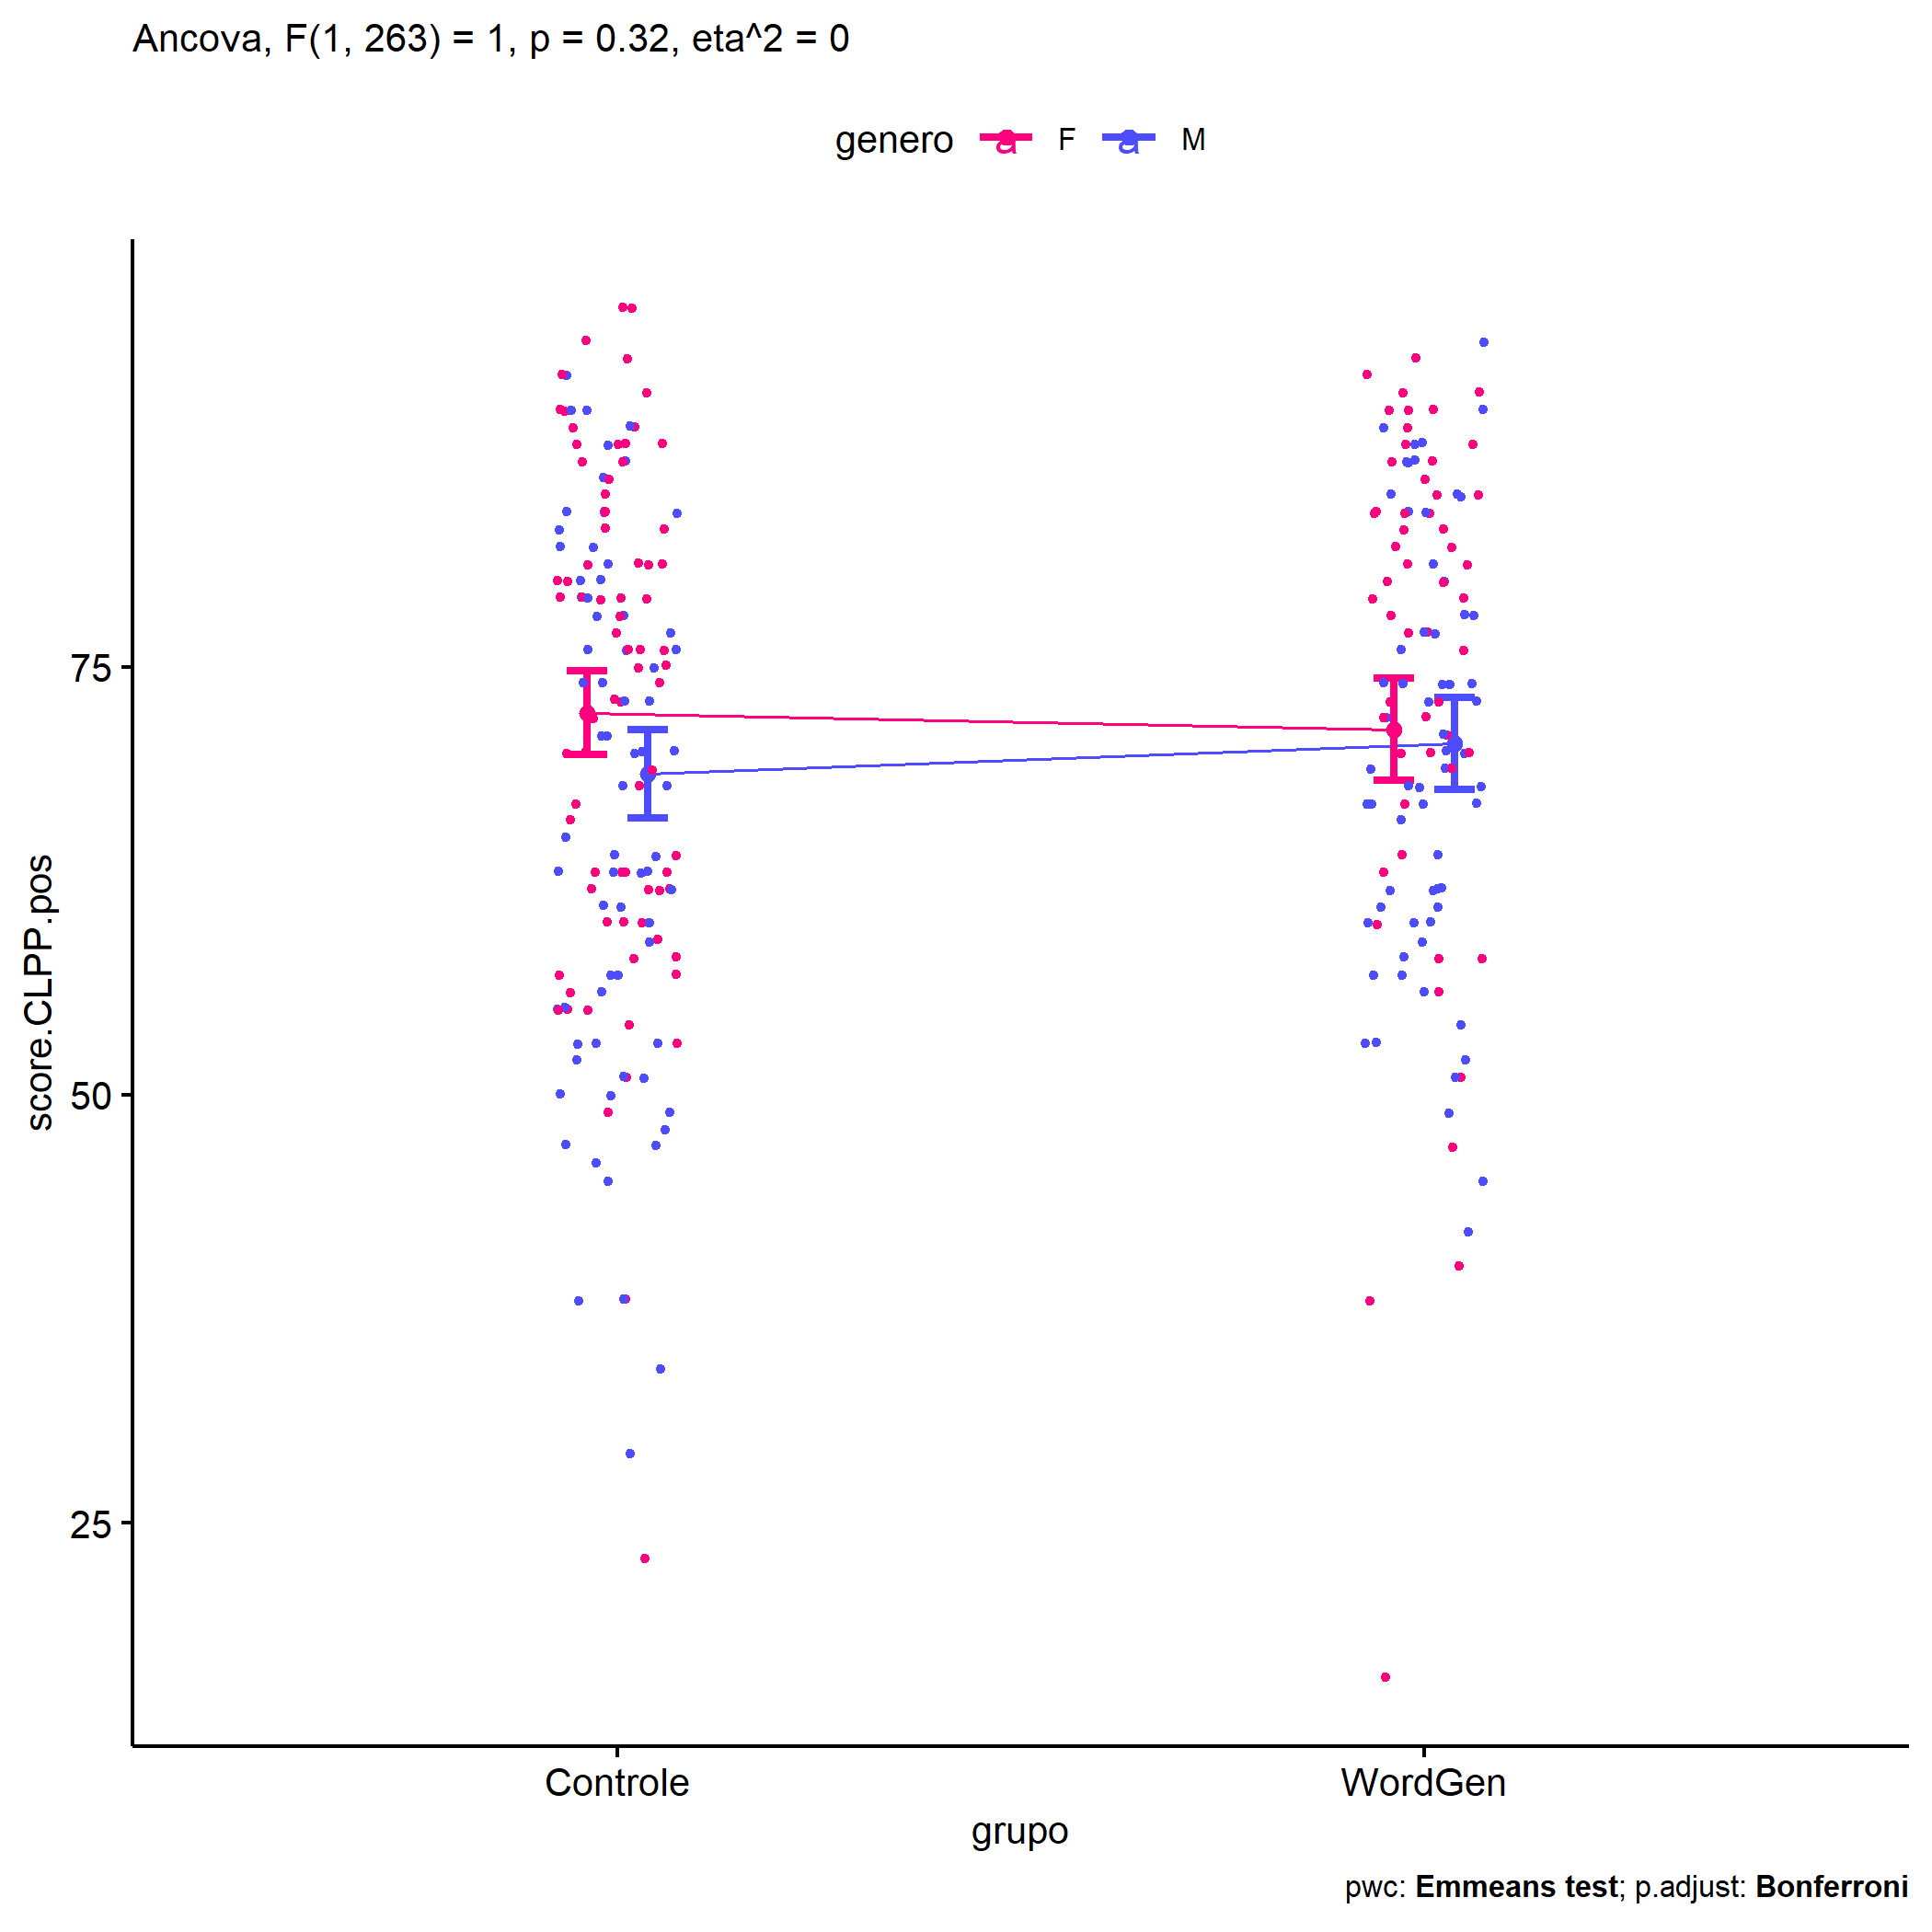 Ancova, F(1, 263) = 1, p = 0.32, eta^2 = 0
genero a F a M
75
50
25
score.CLPP.pos
Controle WordGen
grupo
pwc: Emmeans test; p.adjust: Bonferroni